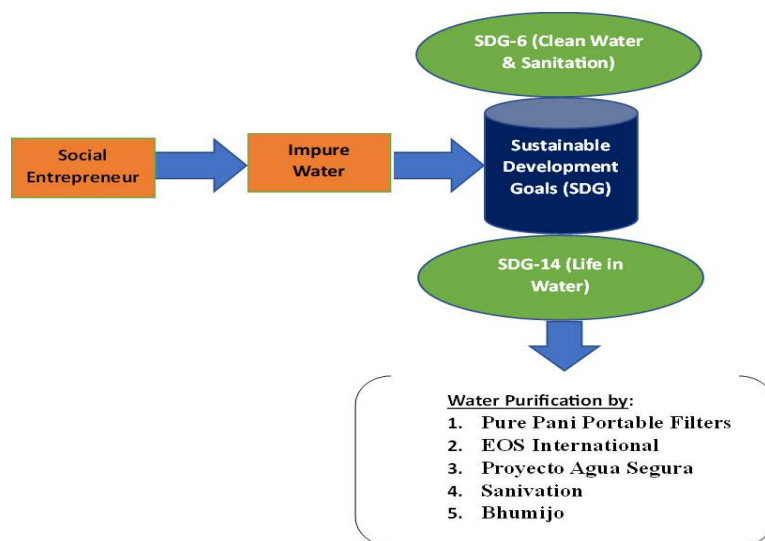 SDG-6 (Clean Water
& Sanitation)
Social
Entrepreneur
Impure
Water
Sustainable
Development
Goals (SDG)
SDG-14 (Life in
Water)
Water Purification by:
1. Pure Pani Portable Filters
2. EOS International
3. Proyecto Agua Segura
4. Sanivation
5. Bhumijo